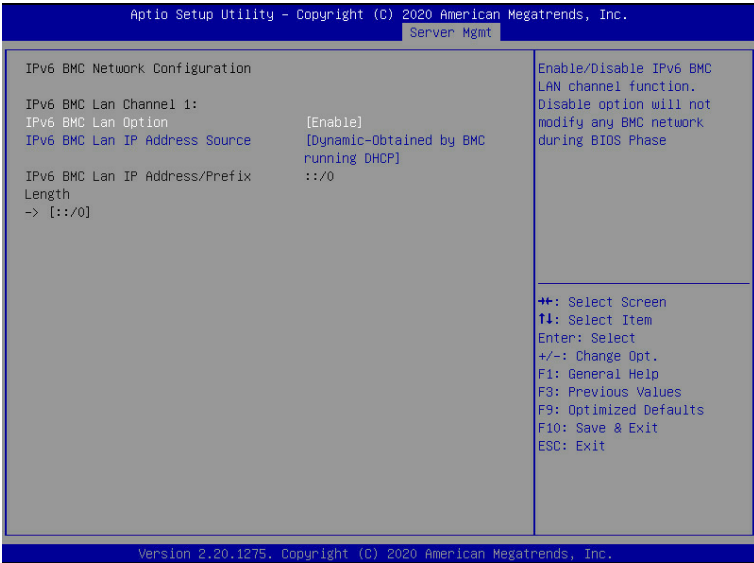 Aptio Setup Utility – Copyright (C) 2020 American Megatrends, Inc.
Server Mgmt
IPv6 BMC Network Configuration
IPv6 BMC Lan Channel 1:
IPv6 BMC Lan Option [Enable]
IPv6 BMC Lan IP Address Source [Dynamic-Obtained by BMC
running DHCP]
IPv6 BMC Lan IP Address/Prefix ::/0
Length
-> [::/0]
Enable/Disable IPv6 BMC
LAN channel function.
Disable option will not
modify any BMC network
during BIOS Phase
→←: Select Screen
↑↓: Select Item
Enter: Select
+/-: Change Opt.
F1: General Help
F3: Previous Values
F9: Optimized Defaults
F10: Save & Exit
ESC: Exit
Version 2.20.1275. Copyright (C) 2020 American Megatrends, Inc.